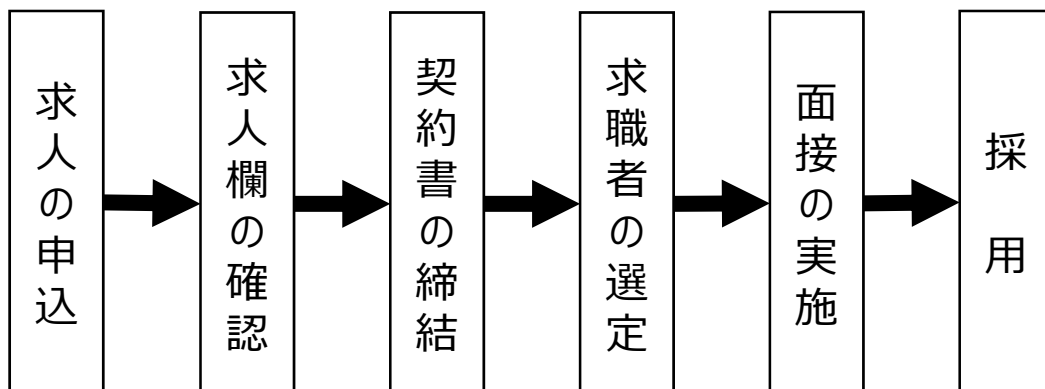 求人の申込
求人欄の確認
契約書の締結
求職者の選定
面接の実施
採用